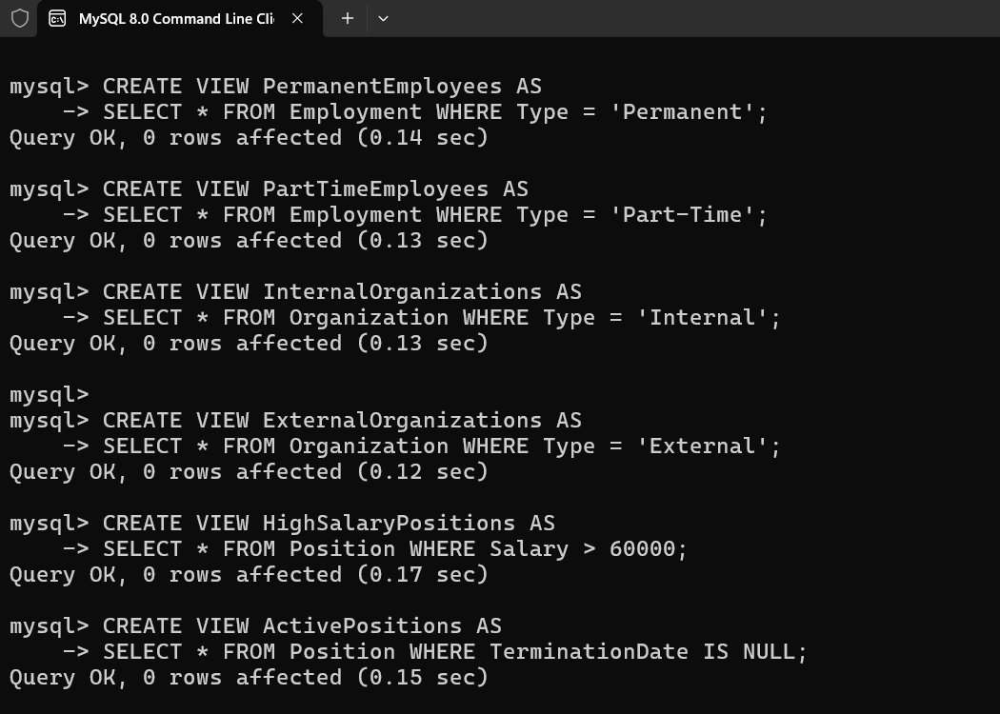 MySQL 8.0 Command Line Cli
mysql> CREATE VIEW PermanentEmployees AS
    -> SELECT * FROM Employment WHERE Type = 'Permanent';
Query OK, 0 rows affected (0.14 sec)
mysql> CREATE VIEW PartTimeEmployees AS
    -> SELECT * FROM Employment WHERE Type = 'Part-Time';
Query OK, 0 rows affected (0.13 sec)
mysql> CREATE VIEW InternalOrganizations AS
    -> SELECT * FROM Organization WHERE Type = 'Internal';
Query OK, 0 rows affected (0.13 sec)
mysql>
mysql> CREATE VIEW ExternalOrganizations AS
    -> SELECT * FROM Organization WHERE Type = 'External';
Query OK, 0 rows affected (0.12 sec)
mysql> CREATE VIEW HighSalaryPositions AS
    -> SELECT * FROM Position WHERE Salary > 60000;
Query OK, 0 rows affected (0.17 sec)
mysql> CREATE VIEW ActivePositions AS
    -> SELECT * FROM Position WHERE TerminationDate IS NULL;
Query OK, 0 rows affected (0.15 sec)